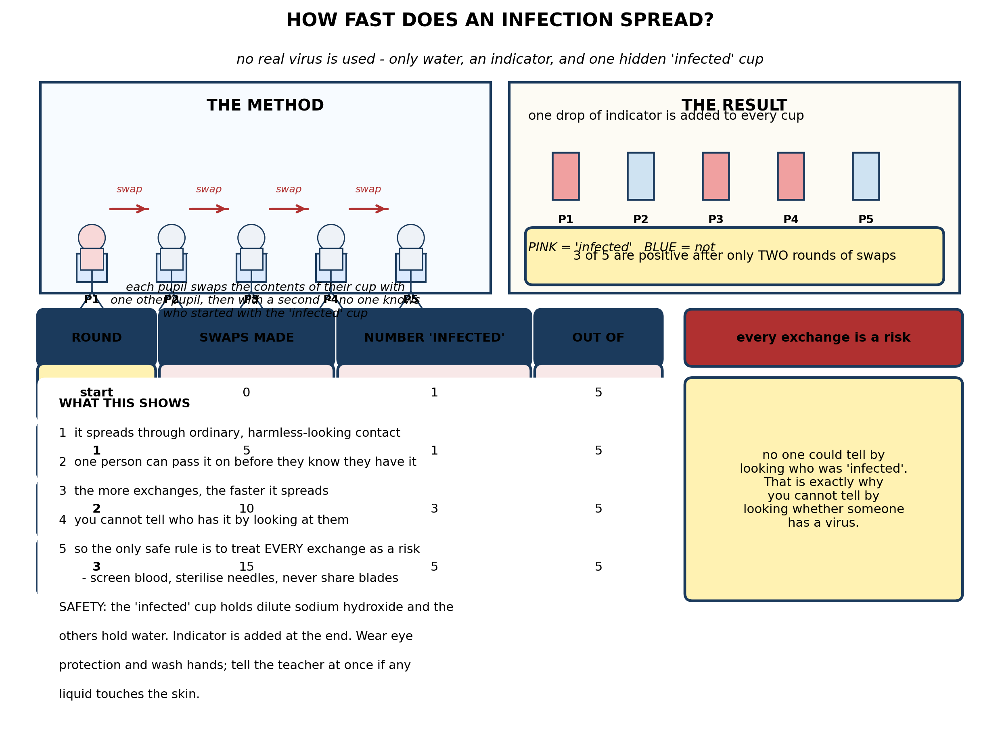 HOW FAST DOES AN INFECTION SPREAD?
no real virus is used - only water, an indicator, and one hidden 'infected' cup
THE METHOD
swap swap swap swap
P1 P2 P3 P4 P5
each pupil swaps the contents of their cup with
one other pupil, then with a second - no one knows
who started with the 'infected' cup
THE RESULT
one drop of indicator is added to every cup
P1 P2 P3 P4 P5
PINK = 'infected' BLUE = not
3 of 5 are positive after only TWO rounds of swaps
ROUND SWAPS MADE NUMBER 'INFECTED' OUT OF
start 0 1 5
1 5 1 5
2 10 3 5
3 15 5 5
every exchange is a risk
no one could tell by
looking who was 'infected'.
That is exactly why
you cannot tell by
looking whether someone
has a virus.
WHAT THIS SHOWS
1 it spreads through ordinary, harmless-looking contact
2 one person can pass it on before they know they have it
3 the more exchanges, the faster it spreads
4 you cannot tell who has it by looking at them
5 so the only safe rule is to treat EVERY exchange as a risk
- screen blood, sterilise needles, never share blades
SAFETY: the 'infected' cup holds dilute sodium hydroxide and the
others hold water. Indicator is added at the end. Wear eye
protection and wash hands; tell the teacher at once if any
liquid touches the skin.